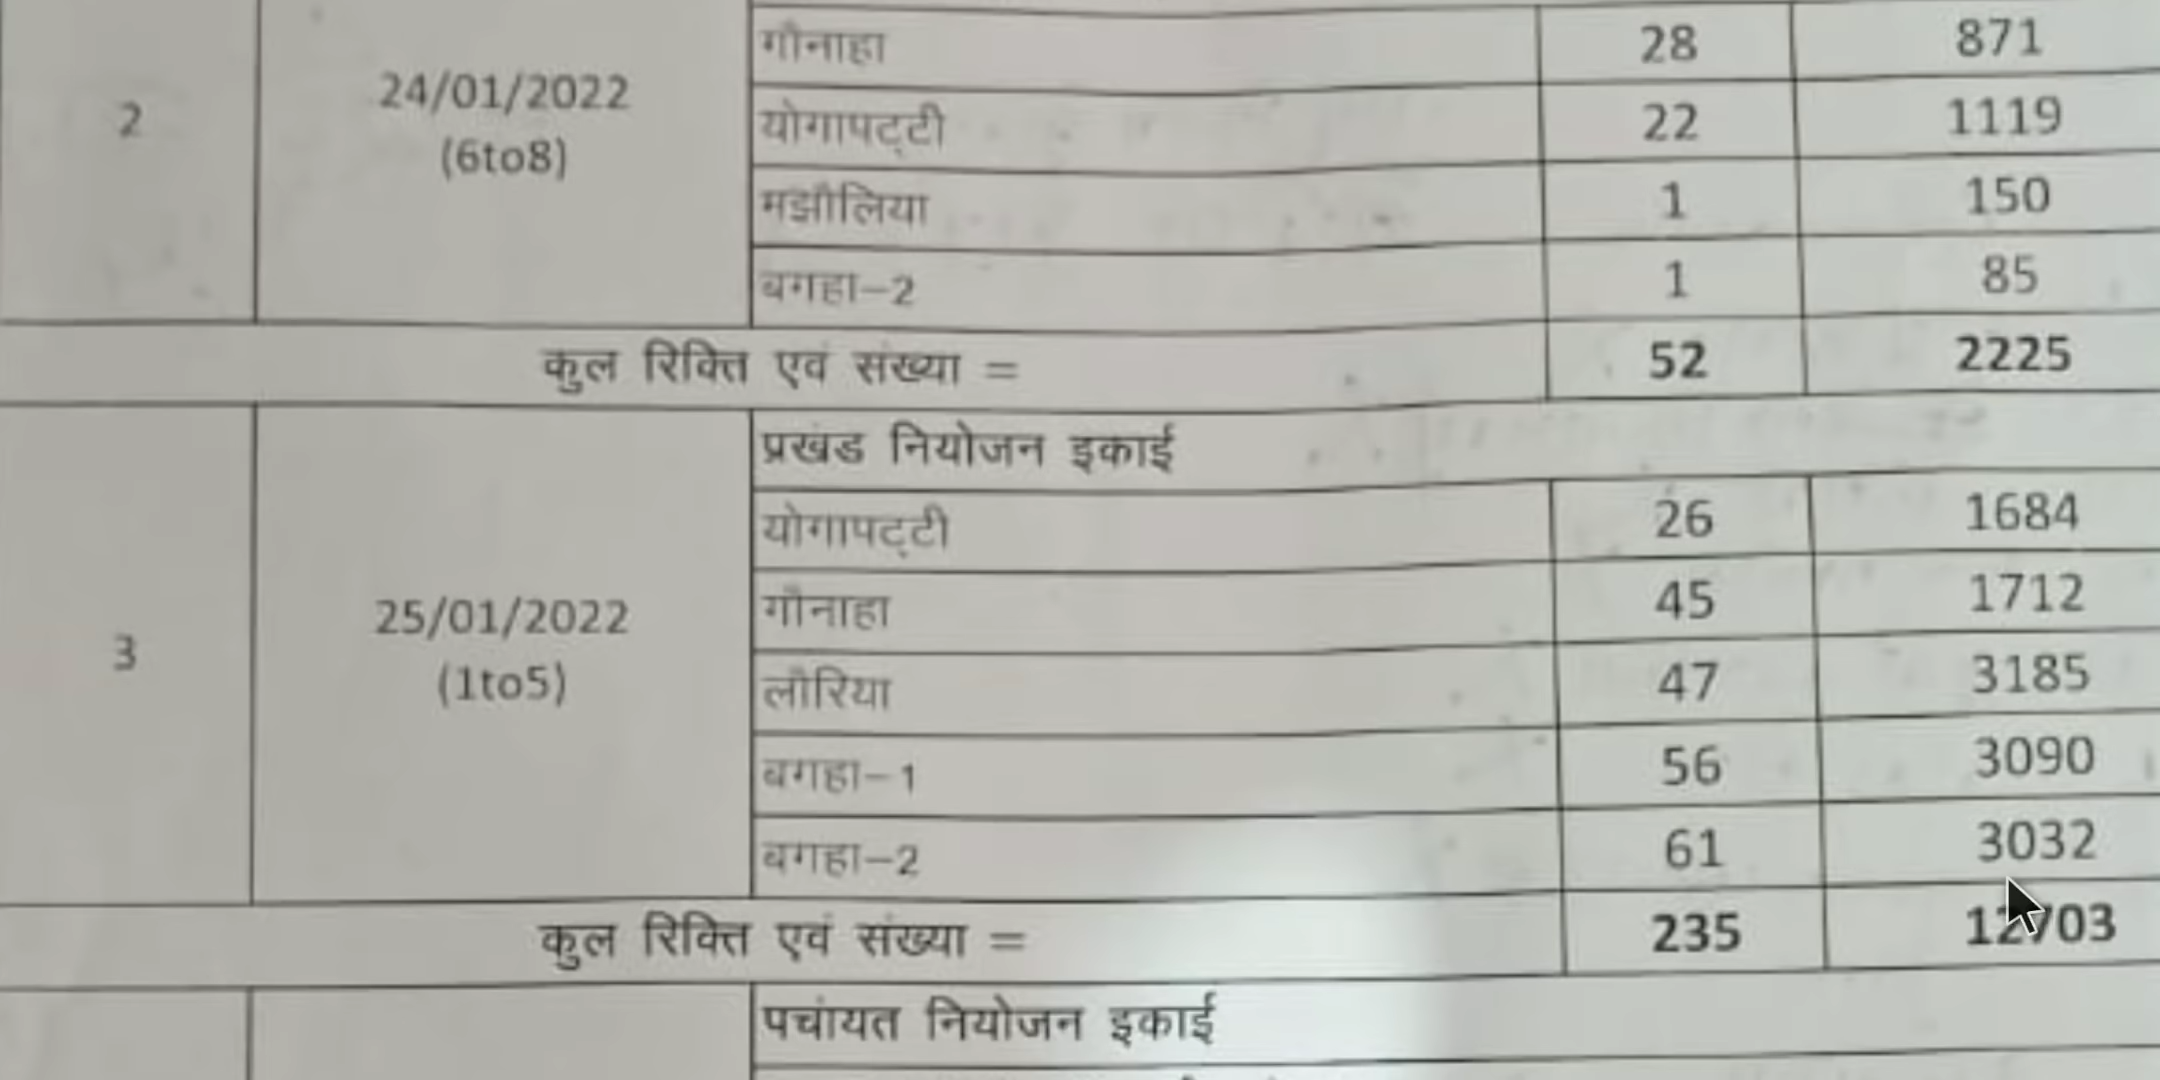 गौनाहा 28 871
2 24/01/2022 (6to8)
योगापट्टी 22 1119
मझौलिया 1 150
बगहा–2 1 85
कुल रिक्ति एवं संख्या = 52 2225
प्रखंड नियोजन इकाई
3 25/01/2022 (1to5)
योगापट्टी 26 1684
गौनाहा 45 1712
लौरिया 47 3185
बगहा–1 56 3090
बगहा–2 61 3032
कुल रिक्ति एवं संख्या = 235 12703
पचांयत नियोजन इकाई